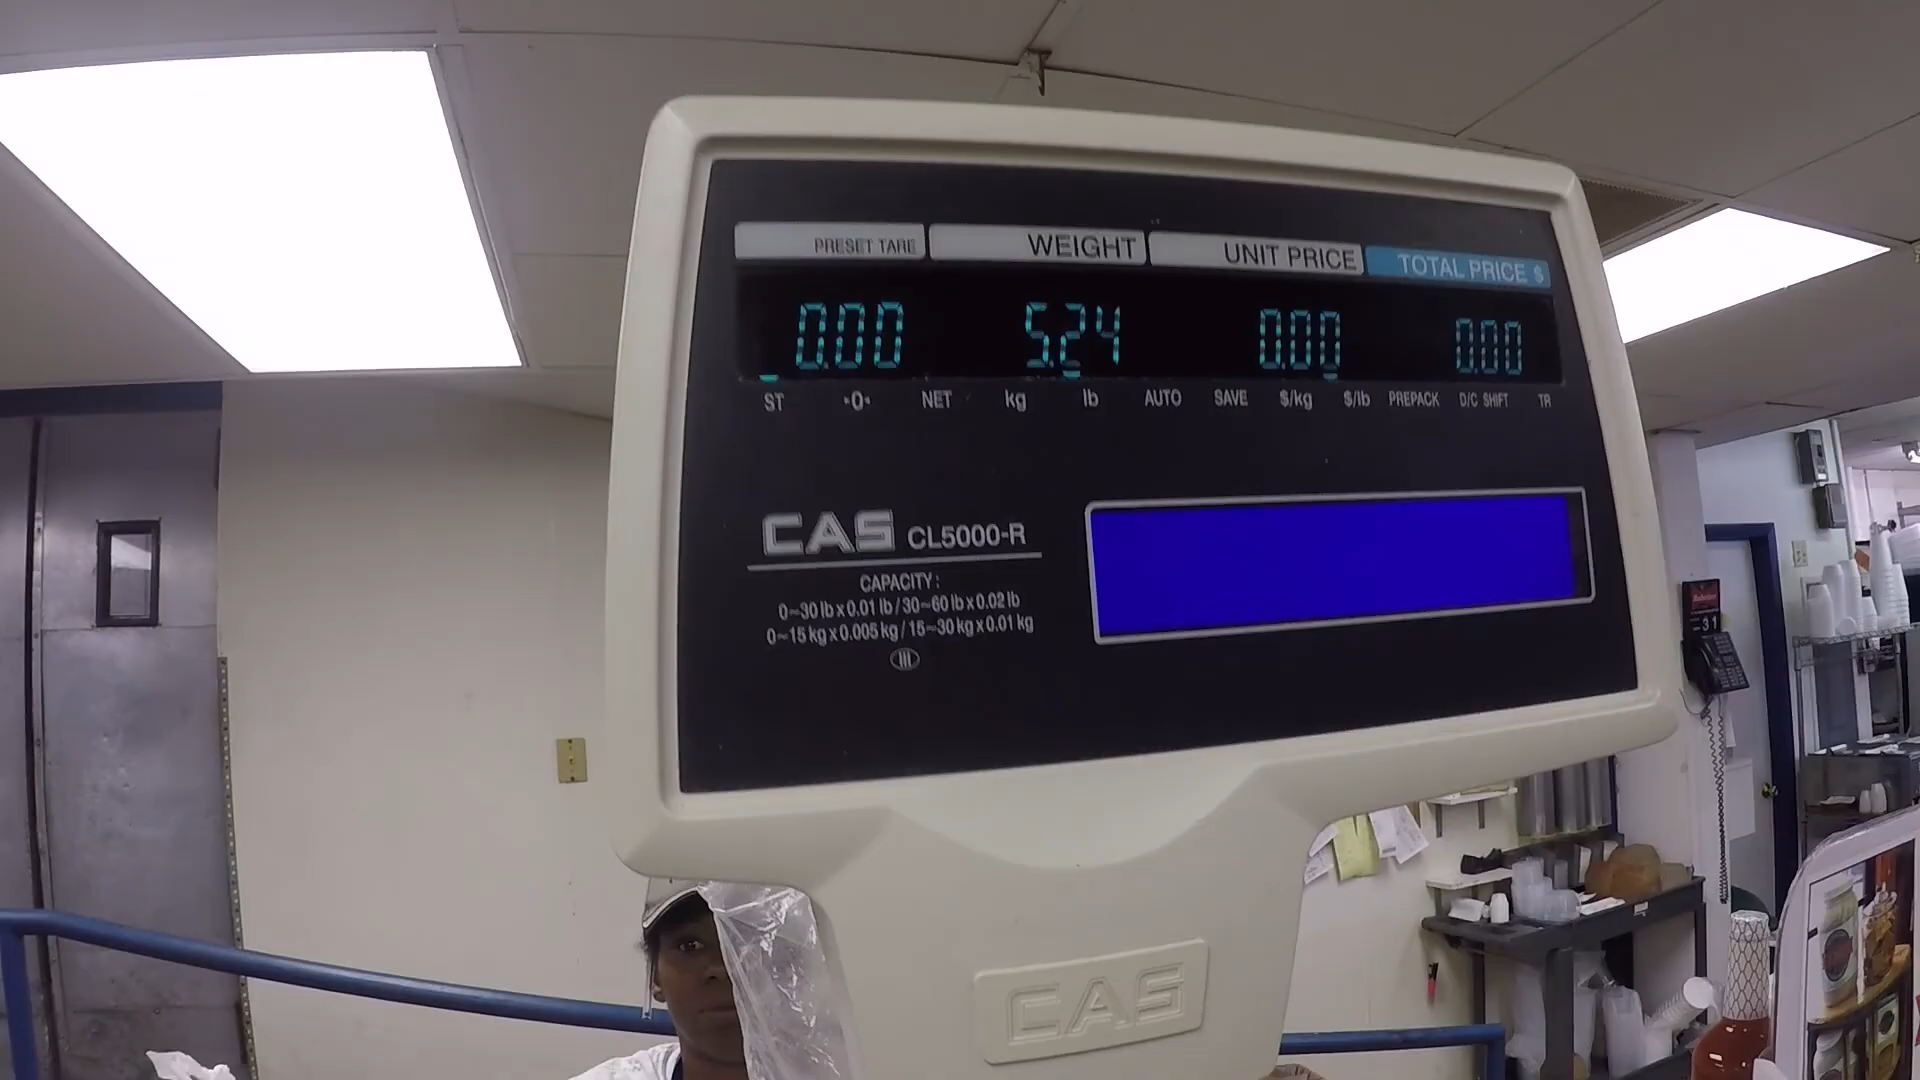 PRESET TARE WEIGHT UNIT PRICE TOTAL PRICE $
0.00 5.24 0.00 0.00
ST ·0· NET kg lb AUTO SAVE $/kg $/lb PREPACK D/C SHIFT TR
CAS CL5000-R
CAPACITY :
0~30 lb x 0.01 lb / 30~60 lb x 0.02 lb
0~15 kg x 0.005 kg / 15~30 kg x 0.01 kg
III
CAS
31